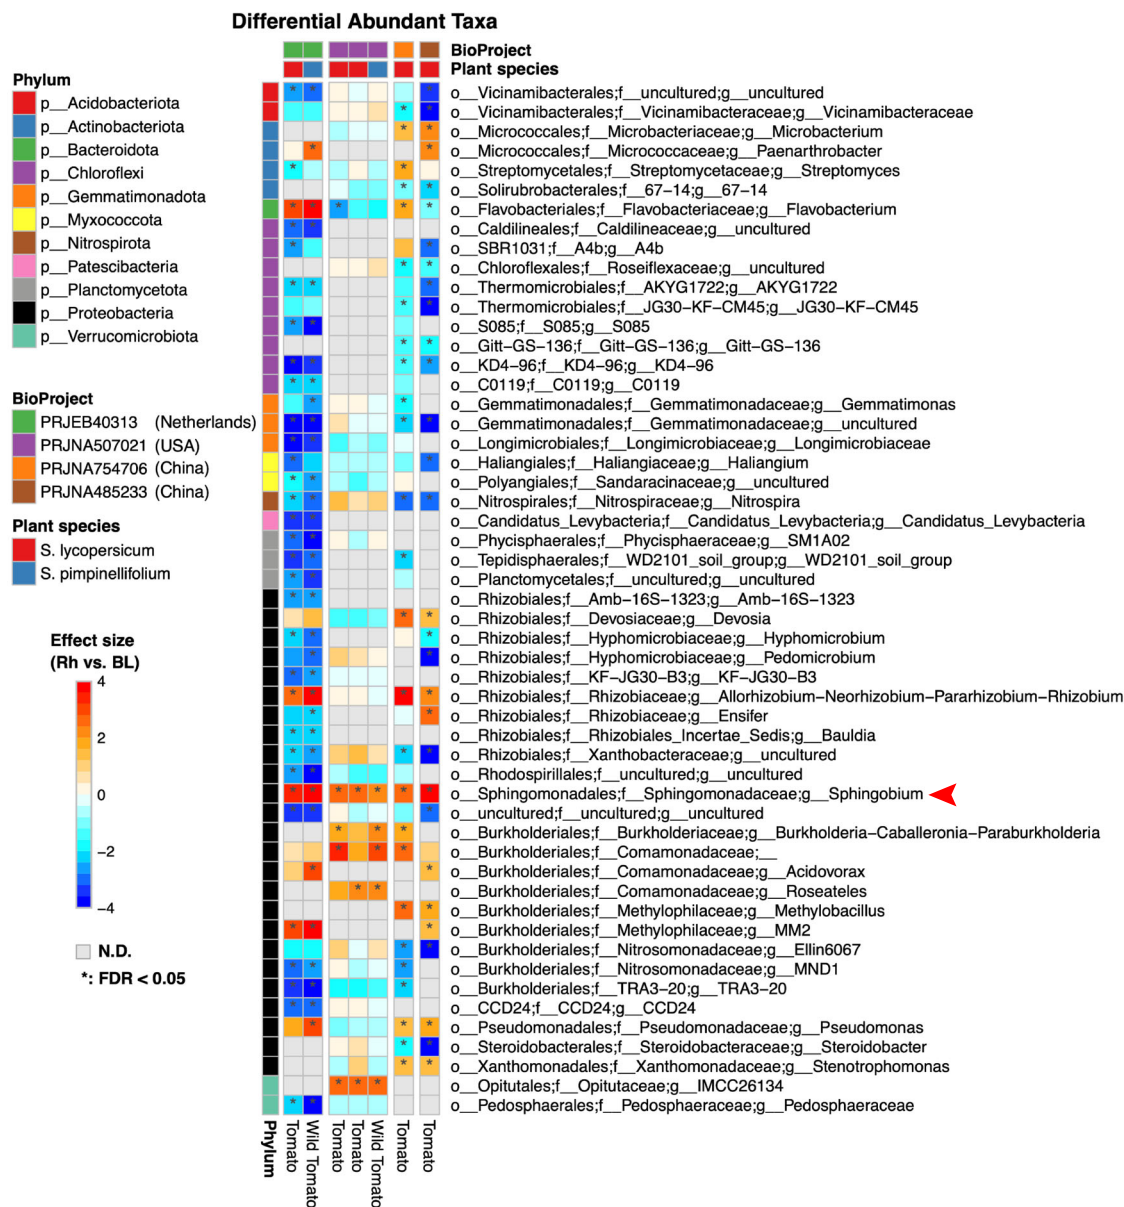 Differential Abundant Taxa
BioProject
Plant species
Phylum
p__Acidobacteriota
p__Actinobacteriota
p__Bacteroidota
p__Chloroflexi
p__Gemmatimonadota
p__Myxococcota
p__Nitrospirota
p__Patescibacteria
p__Planctomycetota
p__Proteobacteria
p__Verrucomicrobiota
BioProject
PRJEB40313 (Netherlands)
PRJNA507021 (USA)
PRJNA754706 (China)
PRJNA485233 (China)
Plant species
S. lycopersicum
S. pimpinellifolium
Effect size
(Rh vs. BL)
4
2
0
−2
−4
N.D.
*: FDR < 0.05
o__Vicinamibacterales;f__uncultured;g__uncultured
o__Vicinamibacterales;f__Vicinamibacteraceae;g__Vicinamibacteraceae
o__Micrococcales;f__Microbacteriaceae;g__Microbacterium
o__Micrococcales;f__Micrococcaceae;g__Paenarthrobacter
o__Streptomycetales;f__Streptomycetaceae;g__Streptomyces
o__Solirubrobacterales;f__67−14;g__67−14
o__Flavobacteriales;f__Flavobacteriaceae;g__Flavobacterium
o__Caldilineales;f__Caldilineaceae;g__uncultured
o__SBR1031;f__A4b;g__A4b
o__Chloroflexales;f__Roseiflexaceae;g__uncultured
o__Thermomicrobiales;f__AKYG1722;g__AKYG1722
o__Thermomicrobiales;f__JG30−KF−CM45;g__JG30−KF−CM45
o__S085;f__S085;g__S085
o__Gitt−GS−136;f__Gitt−GS−136;g__Gitt−GS−136
o__KD4−96;f__KD4−96;g__KD4−96
o__C0119;f__C0119;g__C0119
o__Gemmatimonadales;f__Gemmatimonadaceae;g__Gemmatimonas
o__Gemmatimonadales;f__Gemmatimonadaceae;g__uncultured
o__Longimicrobiales;f__Longimicrobiaceae;g__Longimicrobiaceae
o__Haliangiales;f__Haliangiaceae;g__Haliangium
o__Polyangiales;f__Sandaracinaceae;g__uncultured
o__Nitrospirales;f__Nitrospiraceae;g__Nitrospira
o__Candidatus_Levybacteria;f__Candidatus_Levybacteria;g__Candidatus_Levybacteria
o__Phycisphaerales;f__Phycisphaeraceae;g__SM1A02
o__Tepidisphaerales;f__WD2101_soil_group;g__WD2101_soil_group
o__Planctomycetales;f__uncultured;g__uncultured
o__Rhizobiales;f__Amb-16S-1323;g__Amb-16S-1323
o__Rhizobiales;f__Devosiaceae;g__Devosia
o__Rhizobiales;f__Hyphomicrobiaceae;g__Hyphomicrobium
o__Rhizobiales;f__Hyphomicrobiaceae;g__Pedomicrobium
o__Rhizobiales;f__KF−JG30−B3;g__KF−JG30−B3
o__Rhizobiales;f__Rhizobiaceae;g__Allorhizobium−Neorhizobium−Pararhizobium−Rhizobium
o__Rhizobiales;f__Rhizobiaceae;g__Ensifer
o__Rhizobiales;f__Rhizobiales_Incertae_Sedis;g__Bauldia
o__Rhizobiales;f__Xanthobacteraceae;g__uncultured
o__Rhodospirillales;f__uncultured;g__uncultured
o__Sphingomonadales;f__Sphingomonadaceae;g__Sphingobium
o__uncultured;f__uncultured;g__uncultured
o__Burkholderiales;f__Burkholderiaceae;g__Burkholderia−Caballeronia−Paraburkholderia
o__Burkholderiales;f__Comamonadaceae;__
o__Burkholderiales;f__Comamonadaceae;g__Acidovorax
o__Burkholderiales;f__Comamonadaceae;g__Roseateles
o__Burkholderiales;f__Methylophilaceae;g__Methylobacillus
o__Burkholderiales;f__Methylophilaceae;g__MM2
o__Burkholderiales;f__Nitrosomonadaceae;g__Ellin6067
o__Burkholderiales;f__Nitrosomonadaceae;g__MND1
o__Burkholderiales;f__TRA3−20;g__TRA3−20
o__CCD24;f__CCD24;g__CCD24
o__Pseudomonadales;f__Pseudomonadaceae;g__Pseudomonas
o__Steroidobacterales;f__Steroidobacteraceae;g__Steroidobacter
o__Xanthomonadales;f__Xanthomonadaceae;g__Stenotrophomonas
o__Opitutales;f__Opitutaceae;g__IMCC26134
o__Pedosphaerales;f__Pedosphaeraceae;g__Pedosphaeraceae
Phylum
Tomato
Wild Tomato
Tomato
Tomato
Wild Tomato
Tomato
Tomato